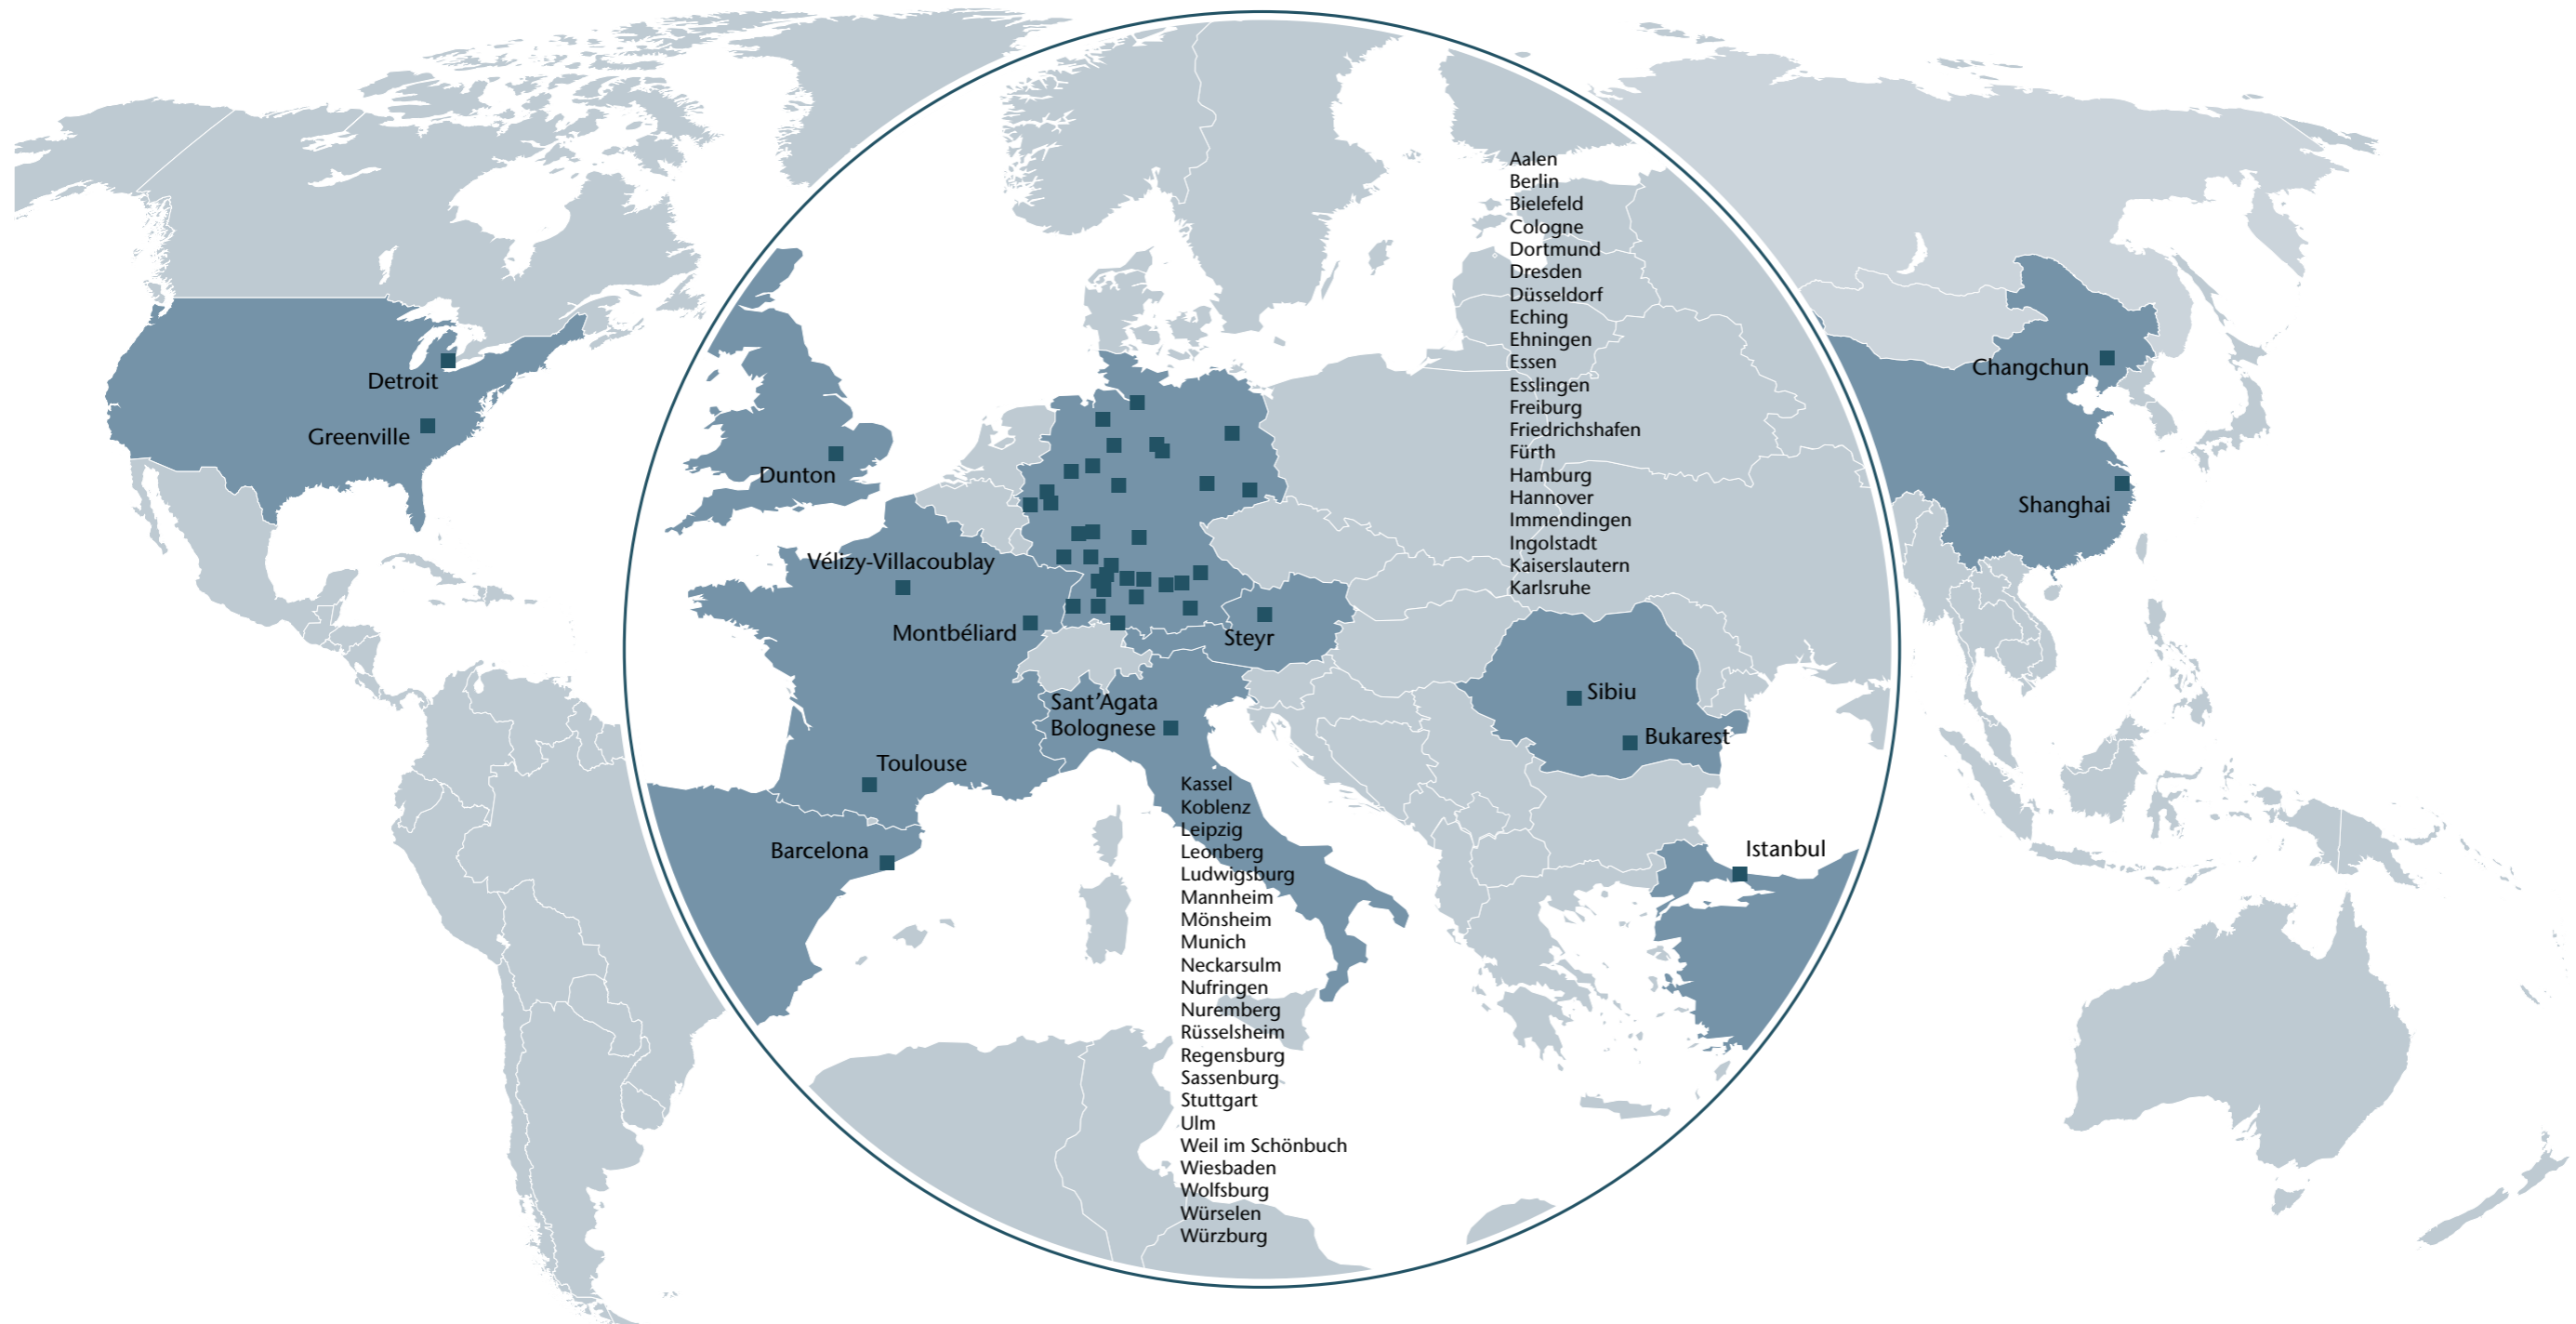 Detroit
Greenville
Dunton
Vélizy-Villacoublay
Montbéliard
Toulouse
Barcelona
Sant’Agata
Bolognese
Steyr
Sibiu
Bukarest
Istanbul
Changchun
Shanghai
Aalen
Berlin
Bielefeld
Cologne
Dortmund
Dresden
Düsseldorf
Eching
Ehningen
Essen
Esslingen
Freiburg
Friedrichshafen
Fürth
Hamburg
Hannover
Immendingen
Ingolstadt
Kaiserslautern
Karlsruhe
Kassel
Koblenz
Leipzig
Leonberg
Ludwigsburg
Mannheim
Mönsheim
Munich
Neckarsulm
Nufringen
Nuremberg
Rüsselsheim
Regensburg
Sassenburg
Stuttgart
Ulm
Weil im Schönbuch
Wiesbaden
Wolfsburg
Würselen
Würzburg